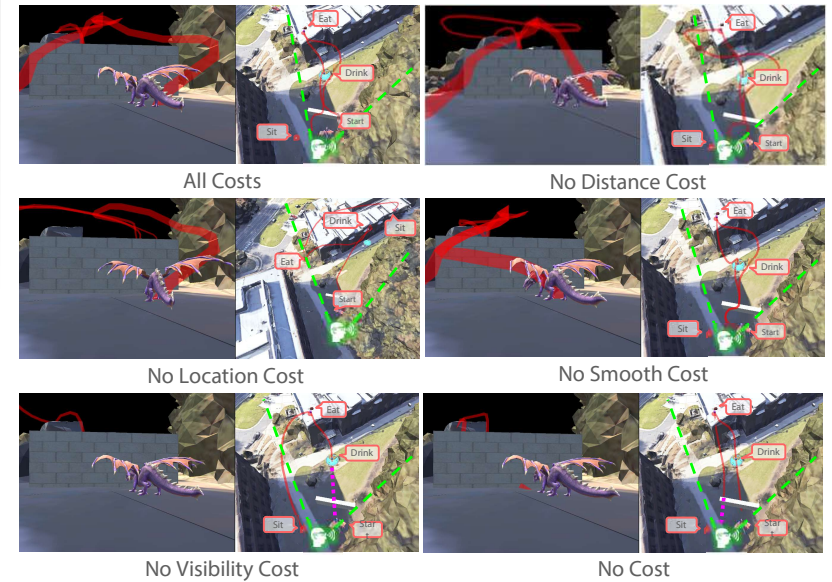 Eat
Drink
Start
Sit
All Costs
Eat
Drink
Sit
Start
No Distance Cost
Drink
Sit
Eat
Start
No Location Cost
Eat
Drink
Sit
Start
No Smooth Cost
Eat
Drink
Sit
Star
t
No Visibility Cost
Eat
Drink
Sit
Star
t
No Cost